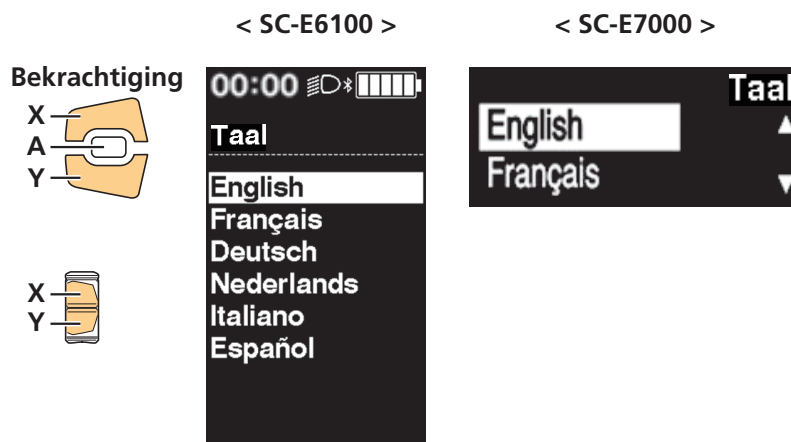 < SC-E6100 >
< SC-E7000 >
Bekrachtiging
X
A
Y
X
Y
00:00
Taal
English
Français
Deutsch
Nederlands
Italiano
Español
Taal
English
Français